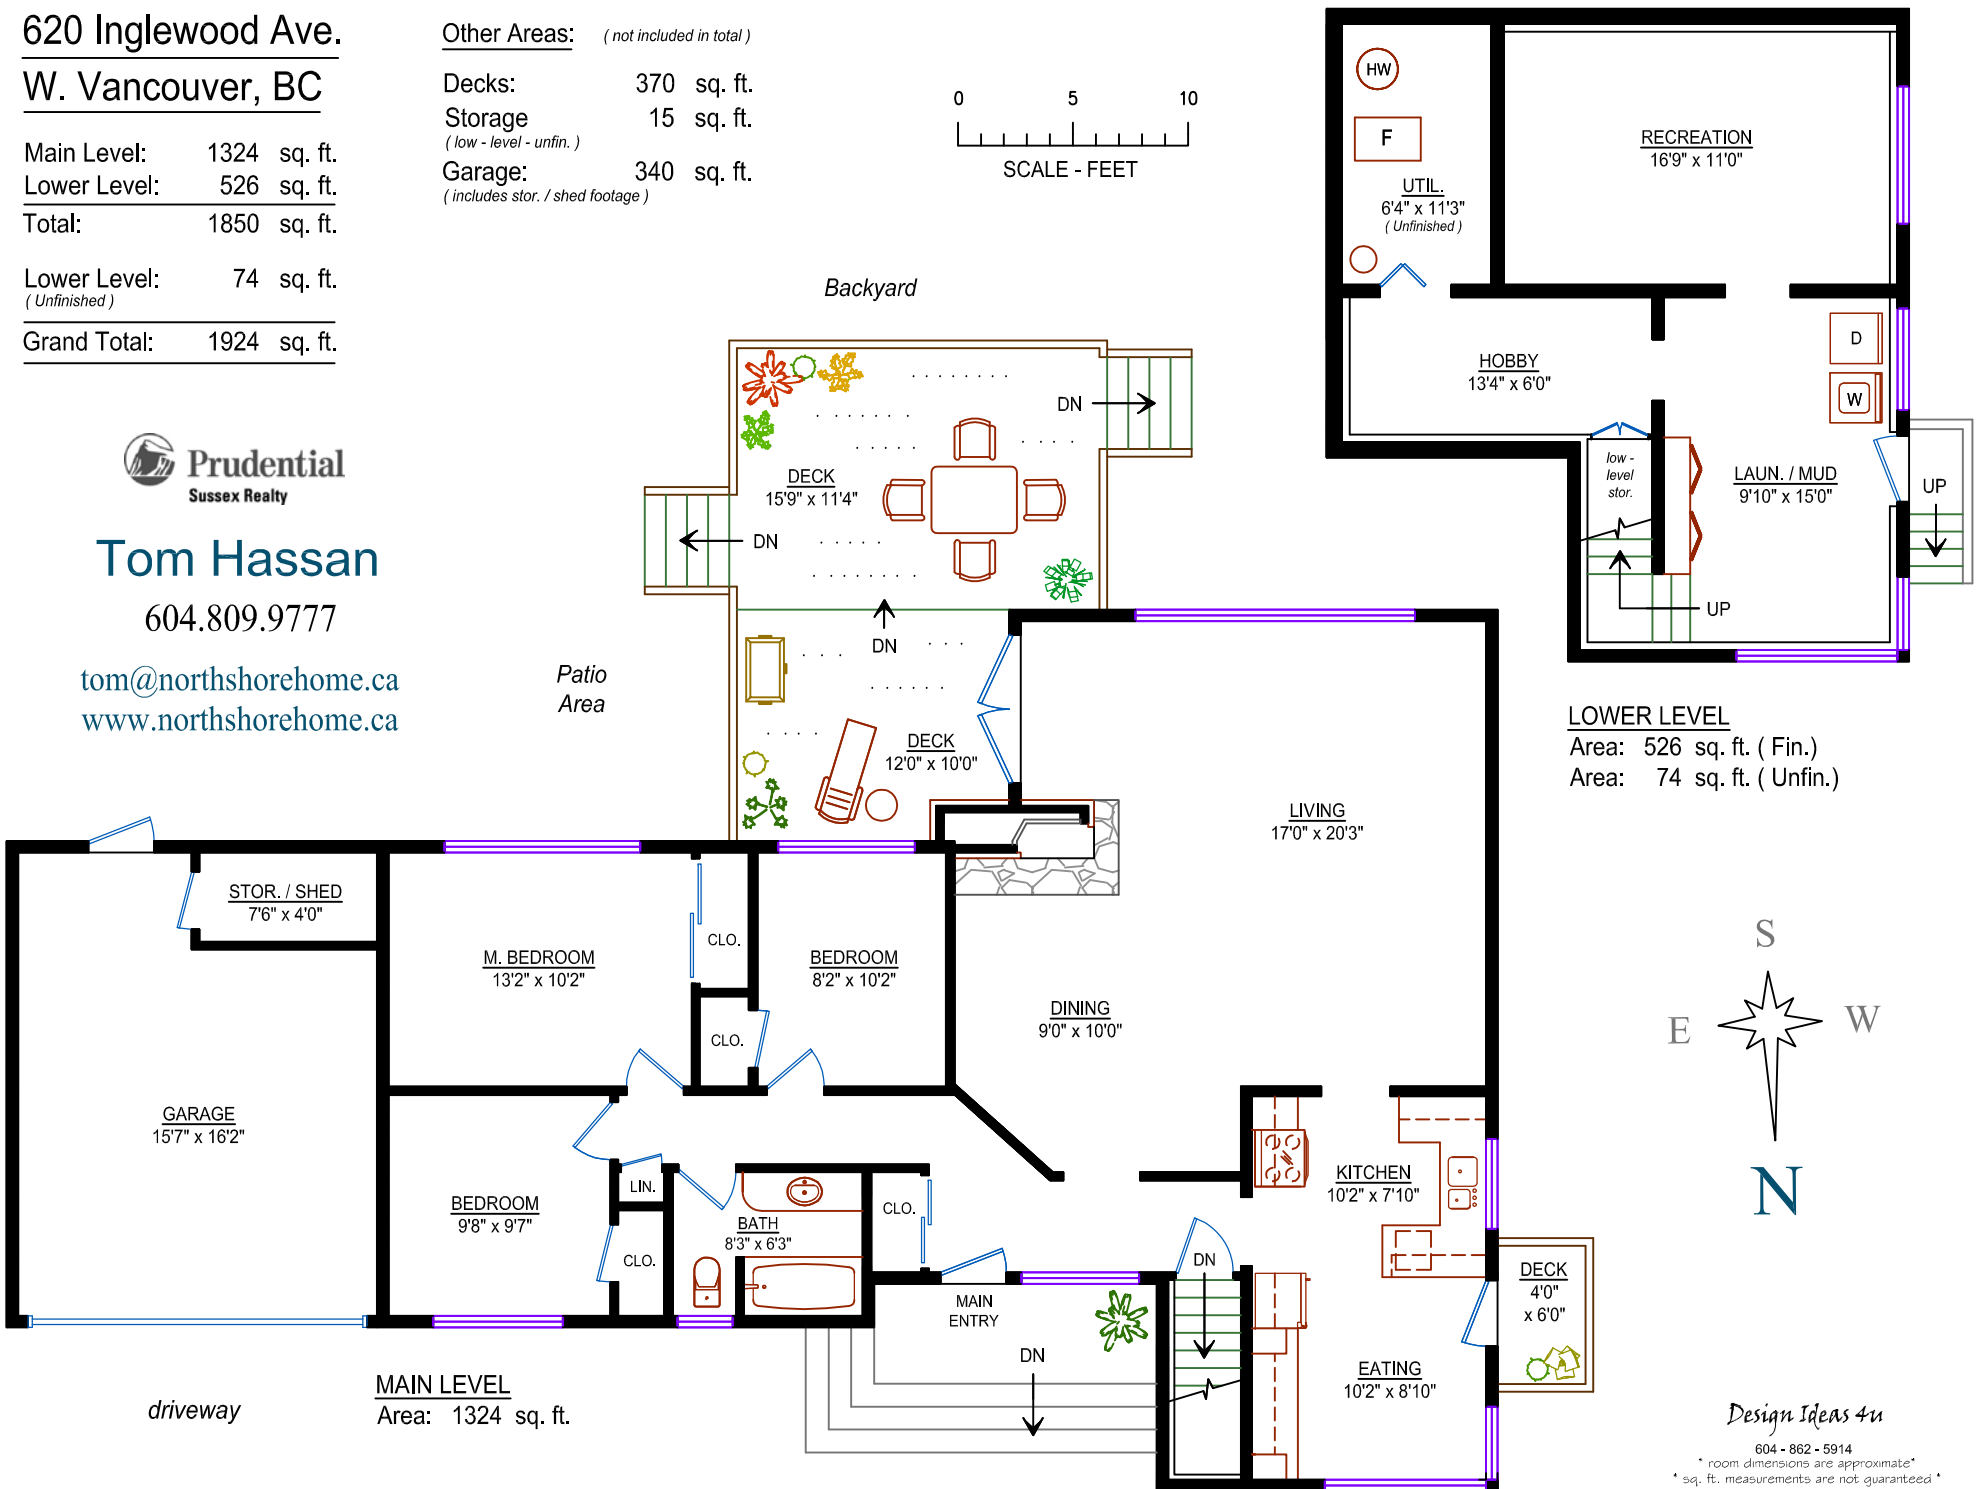 620 Inglewood Ave.
W. Vancouver, BC
Main Level: 1324 sq. ft.
Lower Level: 526 sq. ft.
Total: 1850 sq. ft.
Lower Level: 74 sq. ft.
( Unfinished )
Grand Total: 1924 sq. ft.
Other Areas: ( not included in total )
Decks: 370 sq. ft.
Storage 15 sq. ft.
( low - level - unfin. )
Garage: 340 sq. ft.
( includes stor. / shed footage )
0 5 10
SCALE - FEET
Prudential
Sussex Realty
Tom Hassan
604.809.9777
tom@northshorehome.ca
www.northshorehome.ca
HW
F
UTIL.
6'4" x 11'3"
( Unfinished )
RECREATION
16'9" x 11'0"
HOBBY
13'4" x 6'0"
D
W
low -
level
stor.
LAUN. / MUD
9'10" x 15'0"
UP
UP
LOWER LEVEL
Area: 526 sq. ft. ( Fin.)
Area: 74 sq. ft. ( Unfin.)
Backyard
DN
DECK
15'9" x 11'4"
DN
DN
Patio
Area
DECK
12'0" x 10'0"
LIVING
17'0" x 20'3"
STOR. / SHED
7'6" x 4'0"
M. BEDROOM
13'2" x 10'2"
CLO.
BEDROOM
8'2" x 10'2"
CLO.
DINING
9'0" x 10'0"
GARAGE
15'7" x 16'2"
BEDROOM
9'8" x 9'7"
LIN.
CLO.
BATH
8'3" x 6'3"
CLO.
KITCHEN
10'2" x 7'10"
DN
MAIN
ENTRY
DN
DECK
4'0"
x 6'0"
EATING
10'2" x 8'10"
driveway
MAIN LEVEL
Area: 1324 sq. ft.
S
E
W
N
Design Ideas 4u
604 - 862 - 5914
* room dimensions are approximate*
* sq. ft. measurements are not guaranteed *